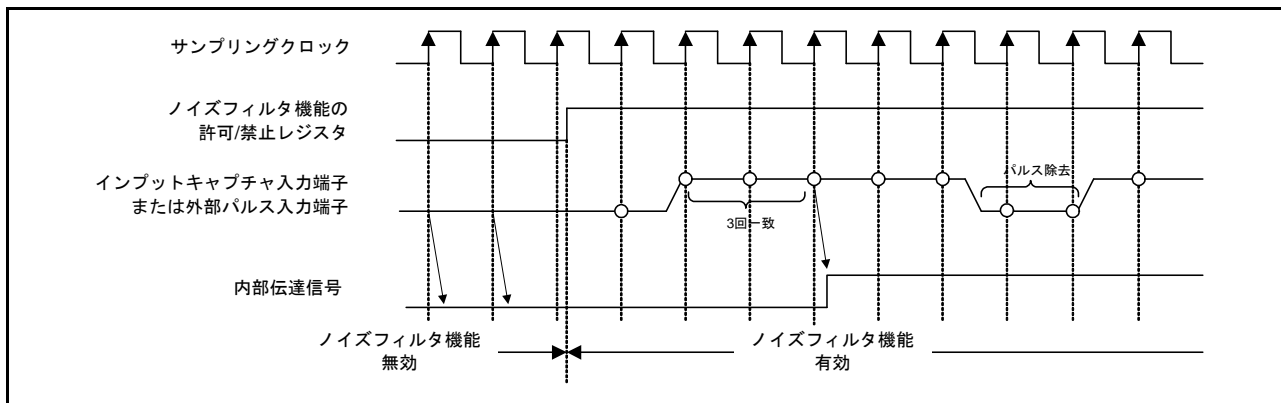 サンプリングクロック
ノイズフィルタ機能の
許可/禁止レジスタ
インプットキャプチャ入力端子
または外部パルス入力端子
パルス除去
3回一致
内部伝達信号
ノイズフィルタ機能
無効
ノイズフィルタ機能
有効